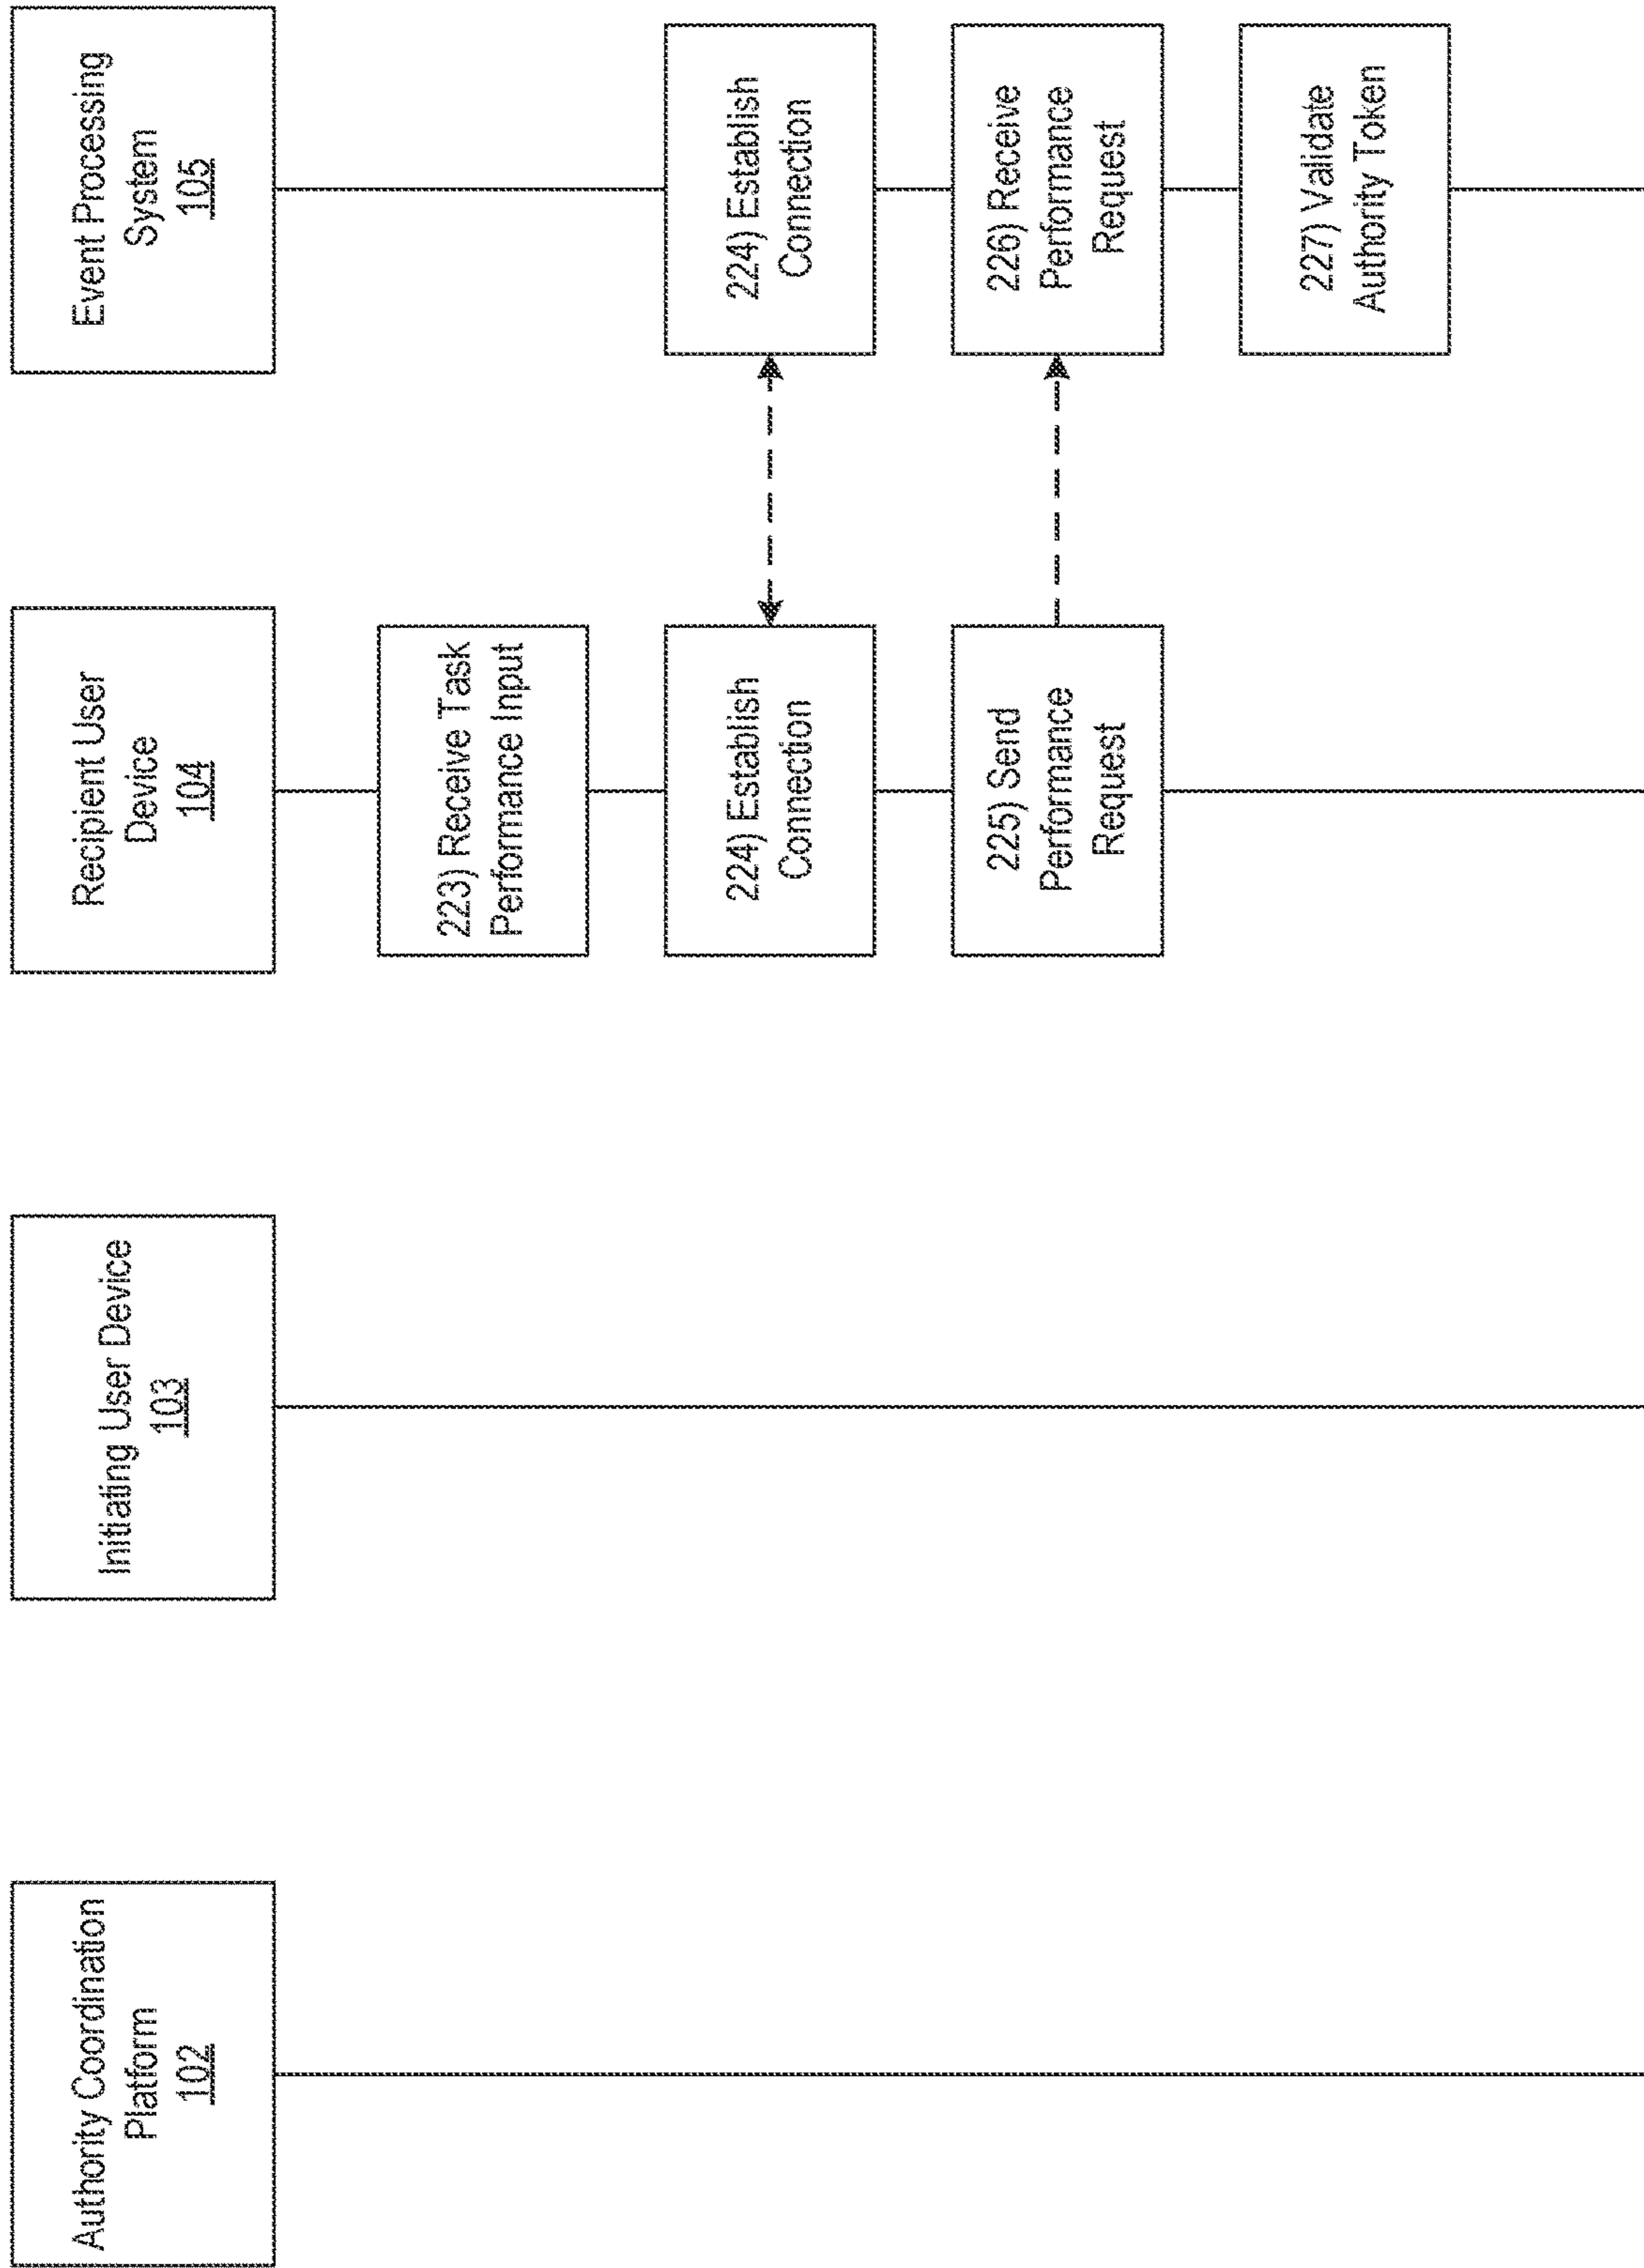 Authority Coordination
Platform
102
Initiating User Device
103
Recipient User
Device
104
Event Processing
System
105
223) Receive Task
Performance Input
224) Establish
Connection
224) Establish
Connection
225) Send
Performance
Request
226) Receive
Performance
Request
227) Validate
Authority Token